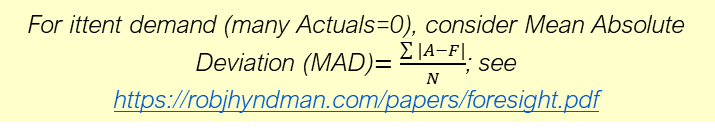 For ittent demand (many Actuals=0), consider Mean Absolute
Deviation (MAD)= ∑ |A−F| / N; see
https://robjhyndman.com/papers/foresight.pdf